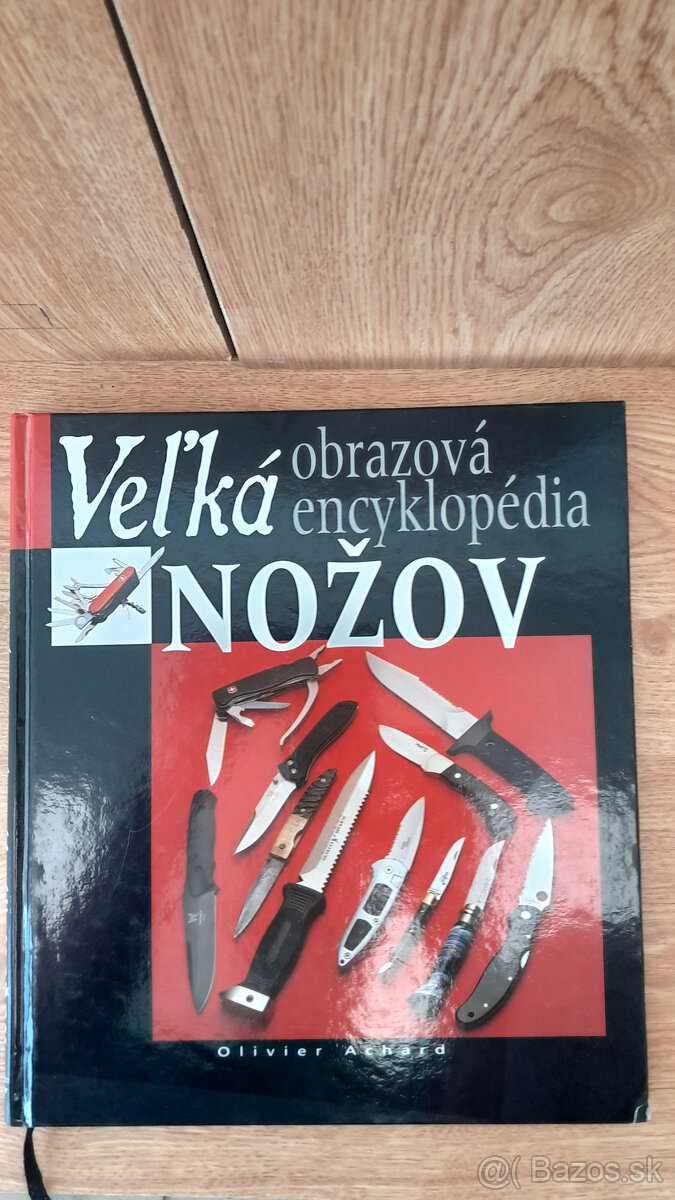 Veľká
obrazová
encyklopédia
NOŽOV
Olivier Achard
@( Bazos.sk